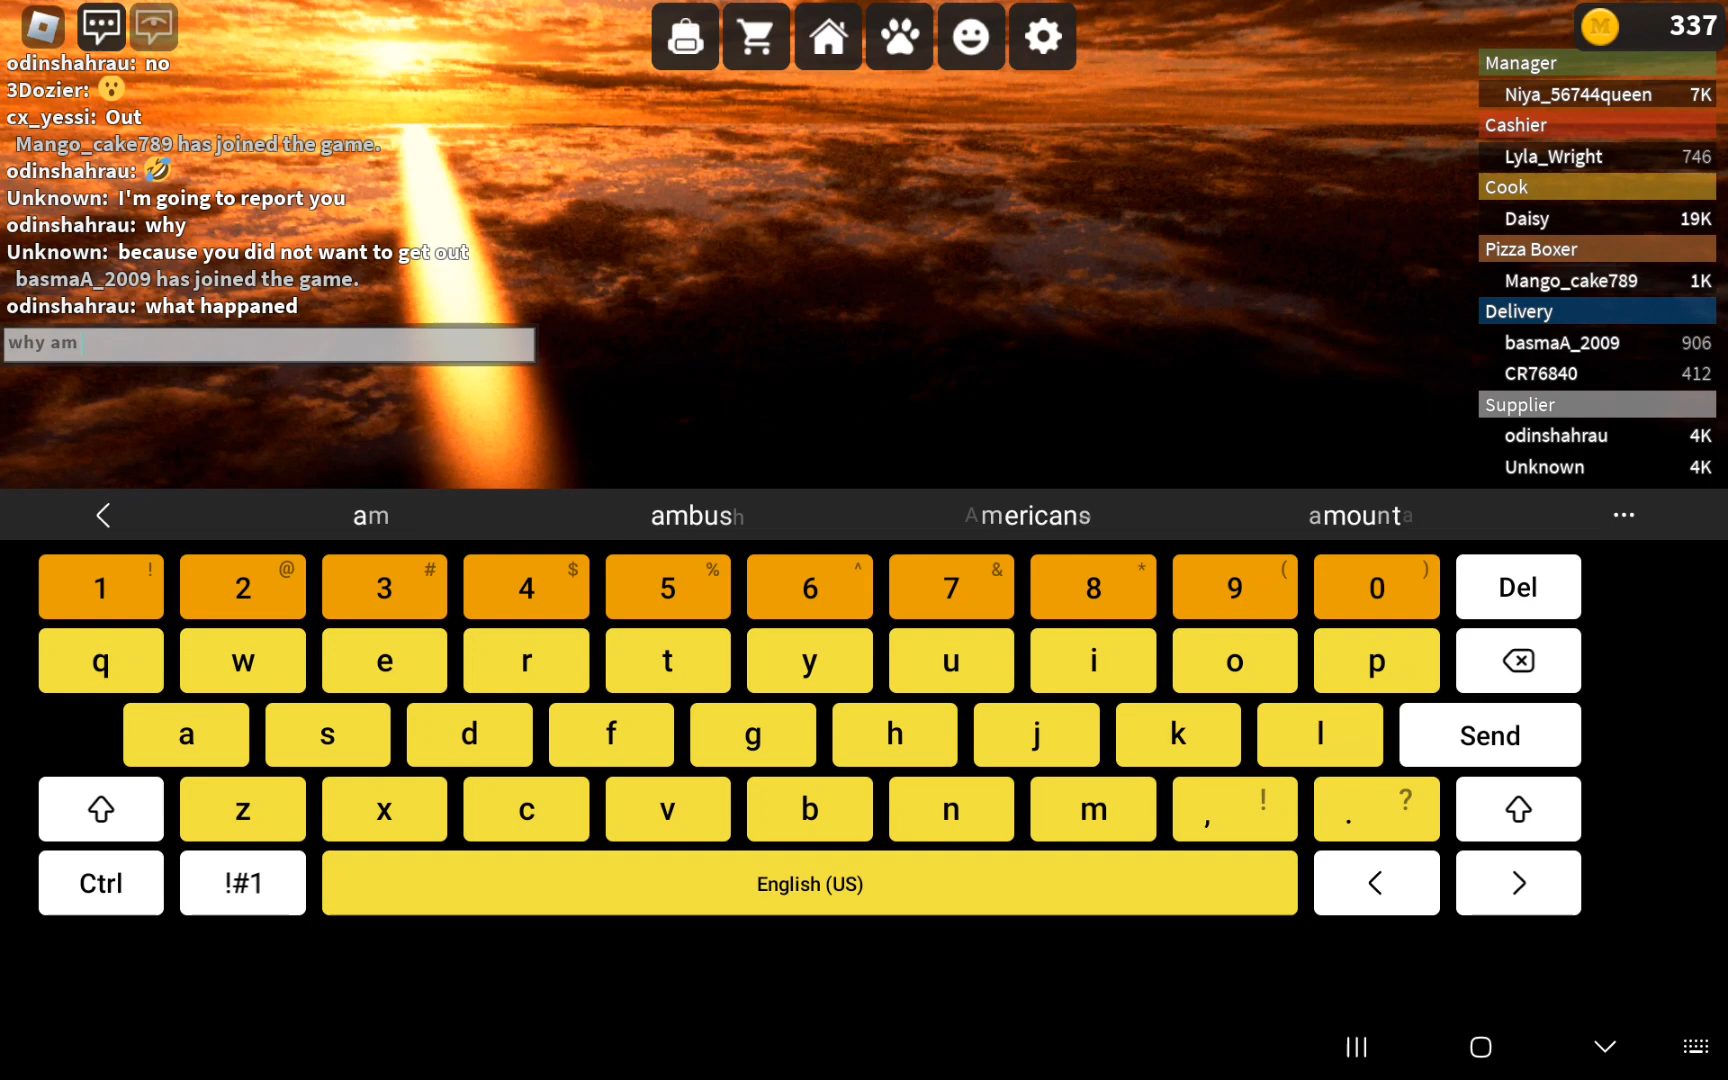 337
odinshahrau: no
3Dozier: 😮
cx_yessi: Out
Mango_cake789 has joined the game.
odinshahrau: 🤣
Unknown: I'm going to report you
odinshahrau: why
Unknown: because you did not want to get out
basmaA_2009 has joined the game.
odinshahrau: what happaned
why am
Manager
Niya_56744queen 7K
Cashier
Lyla_Wright 746
Cook
Daisy 19K
Pizza Boxer
Mango_cake789 1K
Delivery
basmaA_2009 906
CR76840 412
Supplier
odinshahrau 4K
Unknown 4K
am ambush Americans amount a ...
1 ! 2 @ 3 # 4 $ 5 % 6 ^ 7 & 8 * 9 ( 0 ) Del
q w e r t y u i o p
a s d f g h j k l Send
z x c v b n m , ! . ?
Ctrl !#1 English (US) < >